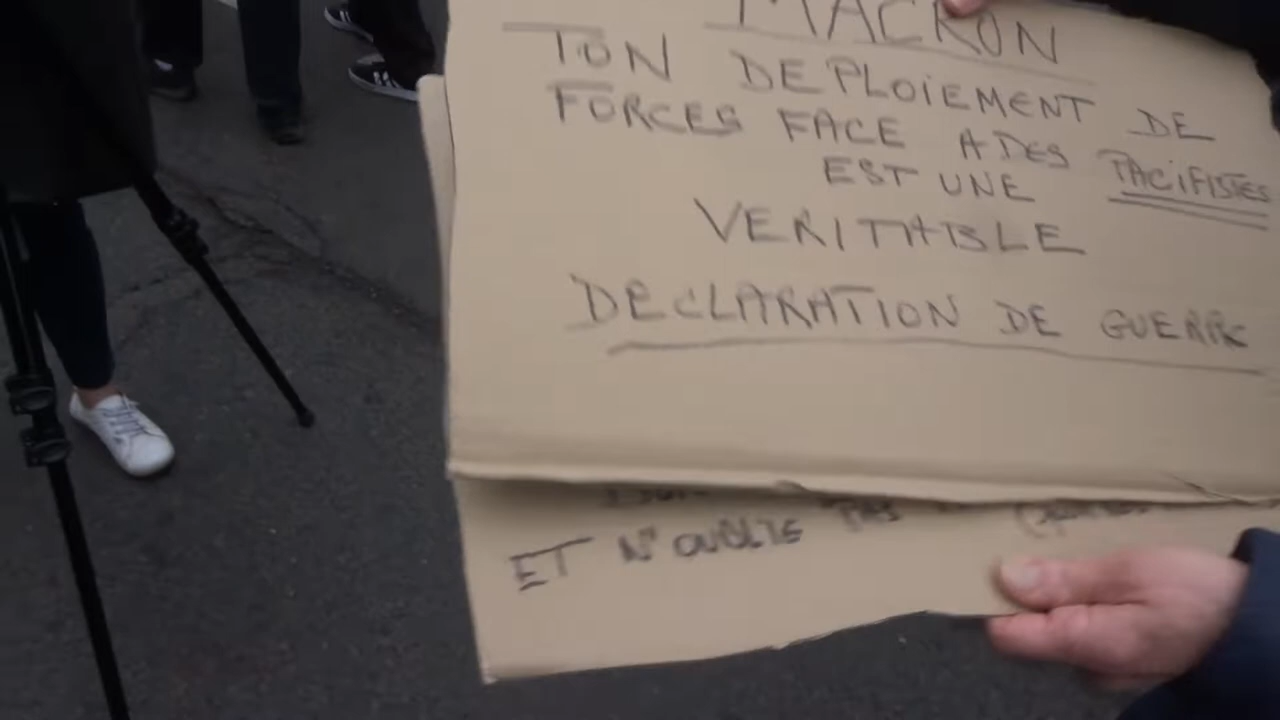 MACRON
TON DEPLOIEMENT DE
FORCES FACE A DES PACIFISTES
EST UNE
VERITABLE
DECLARATION DE GUERRE
ET N'OUBLIE PAS